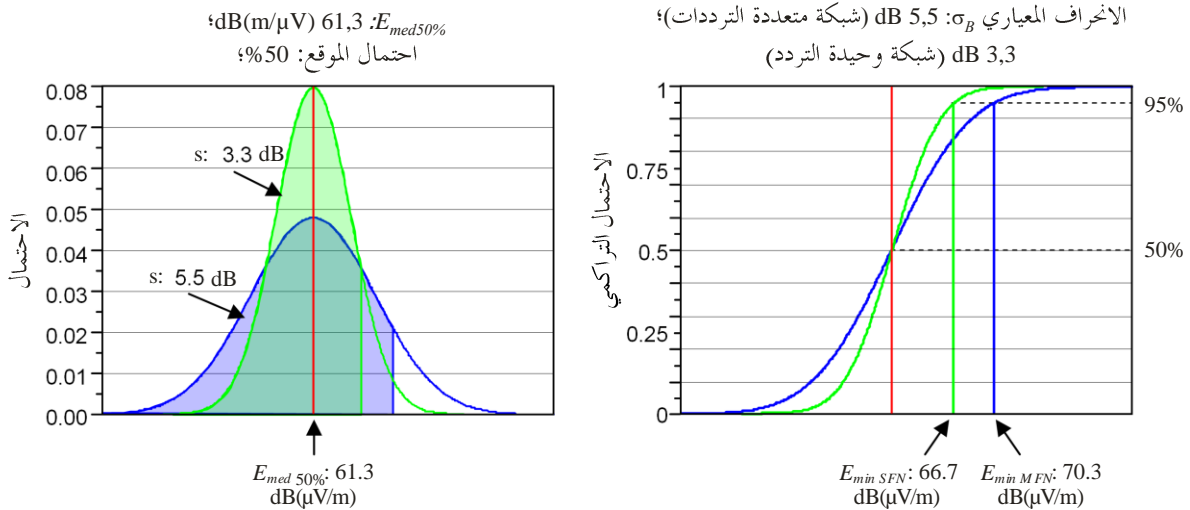 الانحراف المعياري σB: 5,5 dB (شبكة متعددة الترددات)؛
3,3 dB (شبكة وحيدة التردد)
Emed50%: 61,3 dB(m/μV)؛
احتمال الموقع: 50%؛
0.08
0.07
0.06
0.05
0.04
0.03
0.02
0.01
0.00
الاحتمال
s: 3.3 dB
s: 5.5 dB
Emed 50%: 61.3
dB(μV/m)
1
0.75
0.5
0.25
0
الاحتمال التراكمي
95%
50%
Emin SFN: 66.7
dB(μV/m)
Emin MFN: 70.3
dB(μV/m)